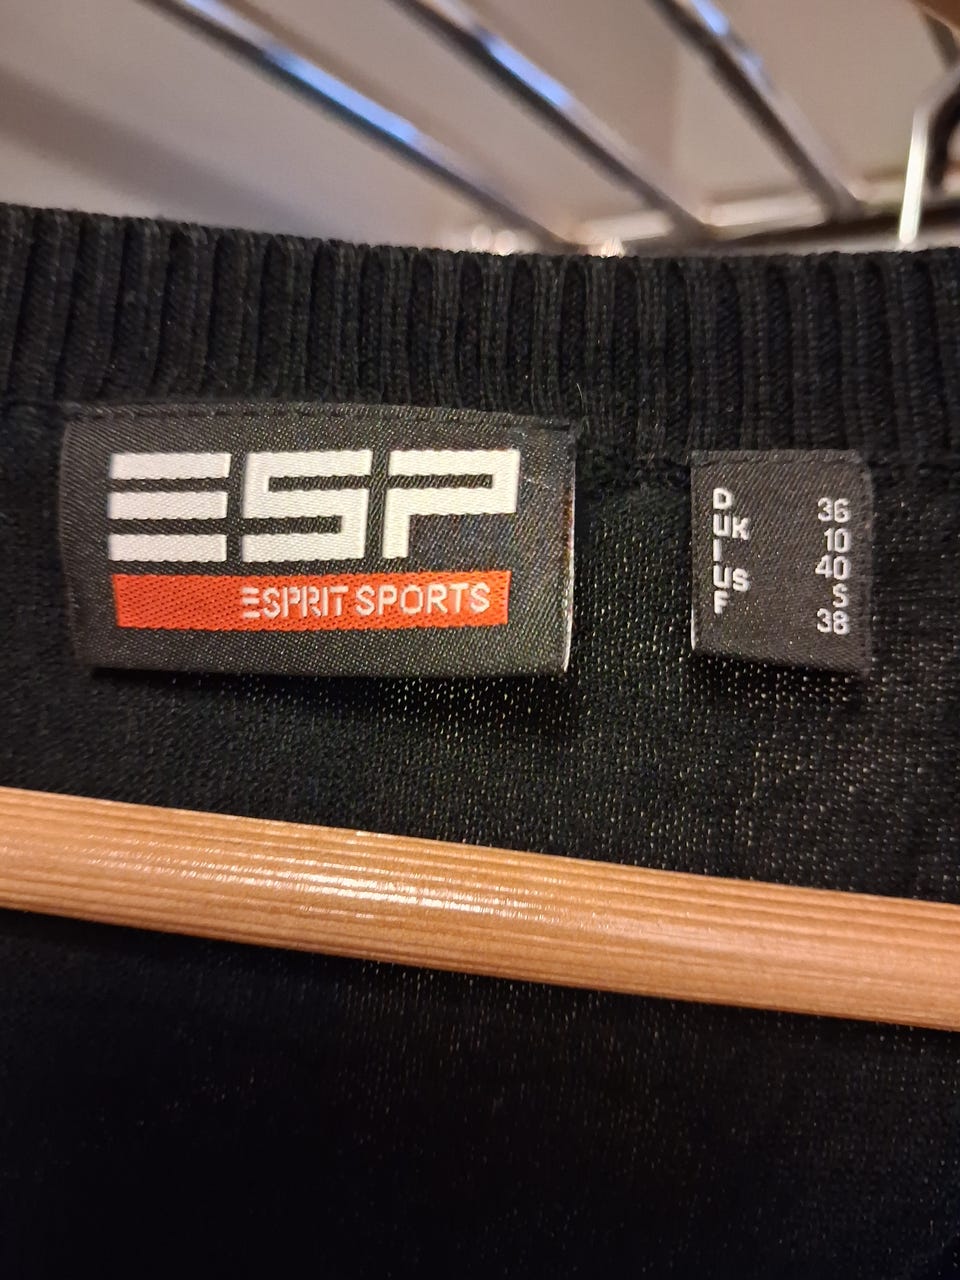 ESP
ESPRIT SPORTS
D 36
UK 10
I 40
US S
F 38